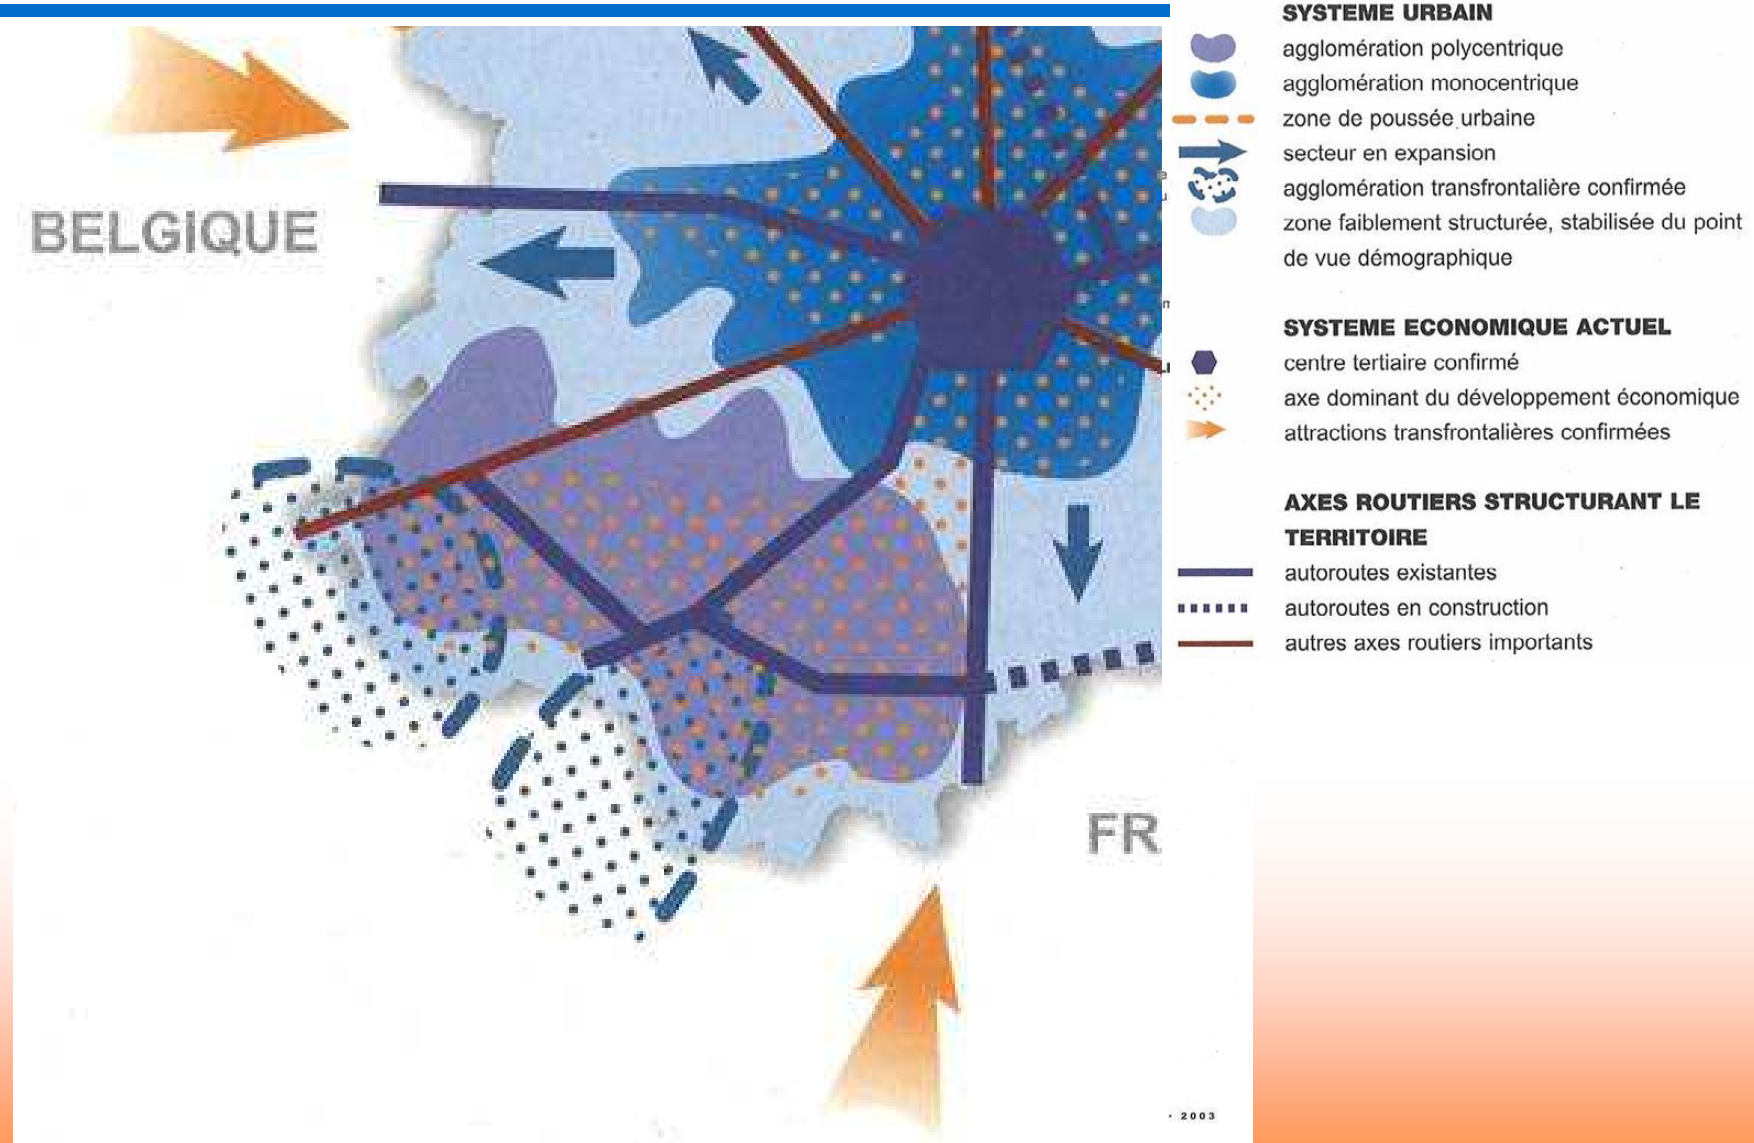 SYSTEME URBAIN
agglomération polycentrique
agglomération monocentrique
zone de poussée urbaine
secteur en expansion
agglomération transfrontalière confirmée
zone faiblement structurée, stabilisée du point
de vue démographique
SYSTEME ECONOMIQUE ACTUEL
centre tertiaire confirmé
axe dominant du développement économique
attractions transfrontalières confirmées
AXES ROUTIERS STRUCTURANT LE
TERRITOIRE
autoroutes existantes
autoroutes en construction
autres axes routiers importants
BELGIQUE
FR
2003